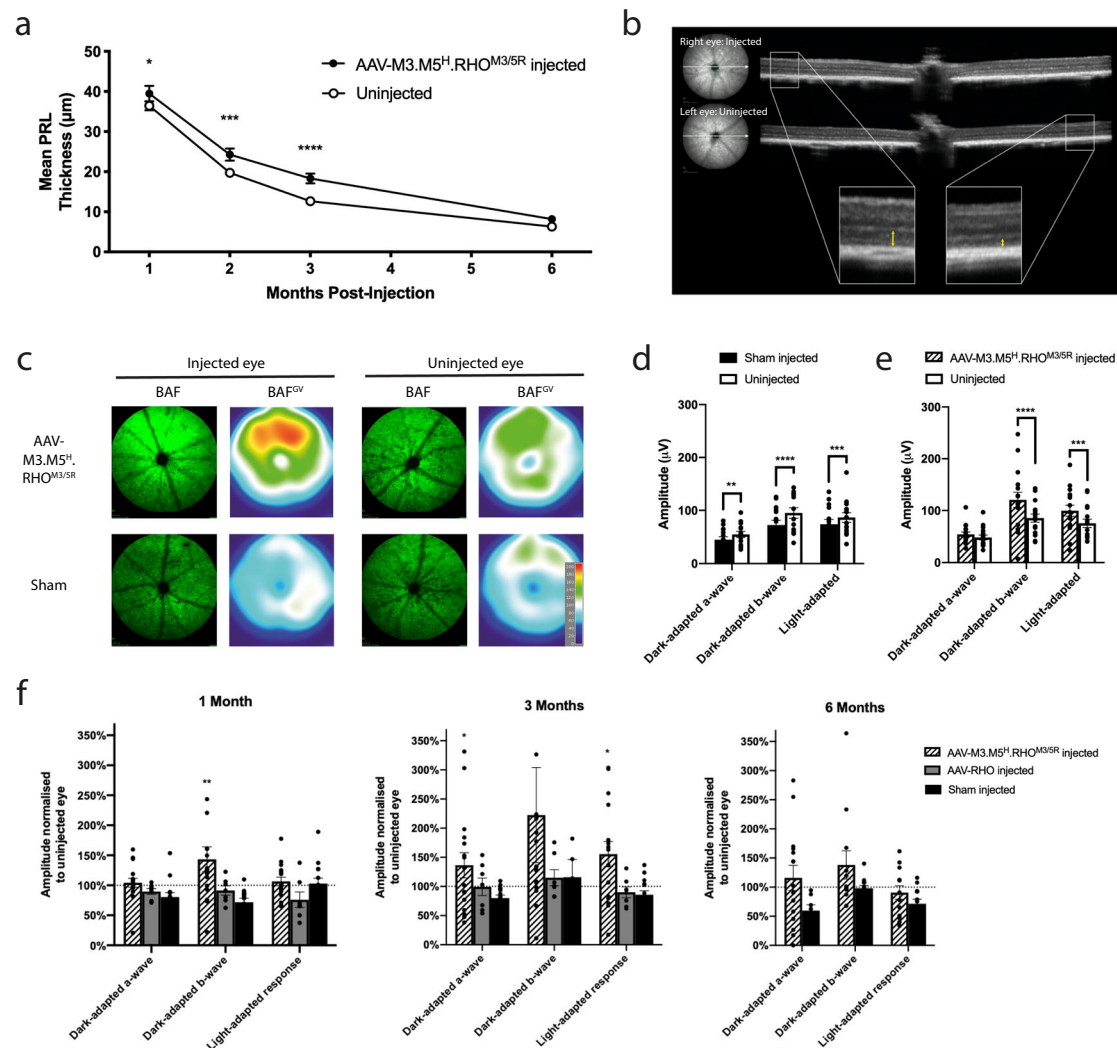 a
50
40
30
20
10
0
Mean PRL
Thickness (μm)
*
***
****
AAV-M3.M5ᴴ.RHOᴹ³ᐟ⁵ᴿ injected
Uninjected
1
2
3
4
5
6
Months Post-Injection
b
Right eye: Injected
Left eye: Uninjected
c
Injected eye
Uninjected eye
BAF
BAFᴳⱽ
BAF
BAFᴳⱽ
AAV-
M3.M5ᴴ.
RHOᴹ³ᐟ⁵ᴿ
Sham
d
Sham injected
Uninjected
300
200
100
0
Amplitude (μV)
**
****
***
Dark-adapted a-wave
Dark-adapted b-wave
Light-adapted
e
AAV-M3.M5ᴴ.RHOᴹ³ᐟ⁵ᴿ injected
Uninjected
300
200
100
0
Amplitude (μV)
****
***
Dark-adapted a-wave
Dark-adapted b-wave
Light-adapted
f
1 Month
350%
300%
250%
200%
150%
100%
50%
0%
Amplitude normalised
to uninjected eye
**
Dark-adapted a-wave
Dark-adapted b-wave
Light-adapted response
3 Months
350%
300%
250%
200%
150%
100%
50%
0%
Amplitude normalised
to uninjected eye
*
*
Dark-adapted a-wave
Dark-adapted b-wave
Light-adapted response
6 Months
350%
300%
250%
200%
150%
100%
50%
0%
Amplitude normalised
to uninjected eye
Dark-adapted a-wave
Dark-adapted b-wave
Light-adapted response
AAV-M3.M5ᴴ.RHOᴹ³ᐟ⁵ᴿ injected
AAV-RHO injected
Sham injected